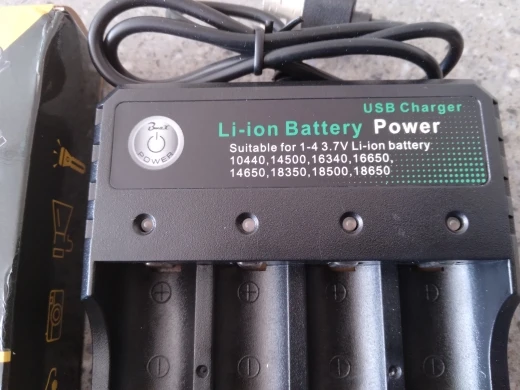 USB Charger
Li-ion Battery Power
Suitable for 1-4 3.7V Li-ion battery
10440,14500,16340,16650,
14650,18350,18500,18650
POWER